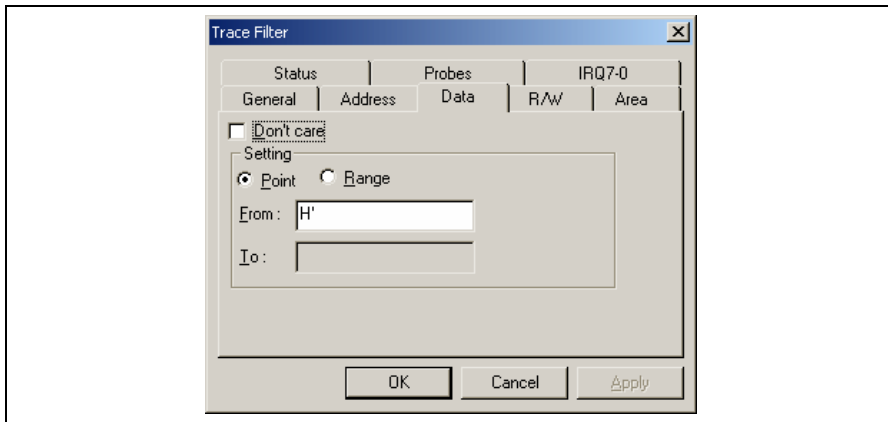 Trace Filter
Status Probes IRQ7-0
General Address Data R/W Area
Don't care
Setting
Point Range
From : H'
To :
OK Cancel Apply